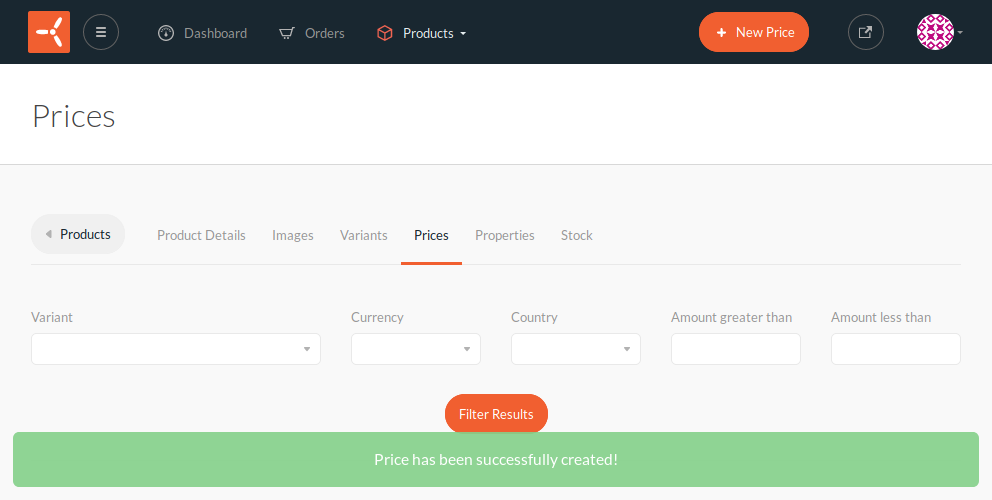 Dashboard
Orders
Products
New Price
Prices
Products
Product Details
Images
Variants
Prices
Properties
Stock
Variant
Currency
Country
Amount greater than
Amount less than
Filter Results
Price has been successfully created!